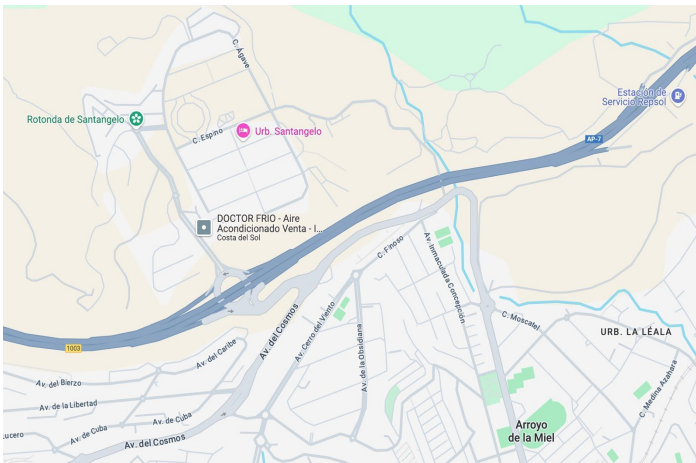 C. Ágave
Estación de
Servicio Repsol
Rotonda de Santangelo
C. Espino
Urb. Santangelo
AP-7
DOCTOR FRIO - Aire
Acondicionado Venta - I...
Costa del Sol
C. Finoso
Av. Inmaculada Concepción
C. Moscatel
URB. LA LÉALA
Av. del Cosmos
Av. Cerro del Viento
Av. de la Obsidiana
1003
Av. del Caribe
C. Medina Azahara
Av. del Bierzo
Av. de la Libertad
Av. de Cuba
Av. de Cuba
ucero
Av. del Cosmos
Arroyo
de la Miel